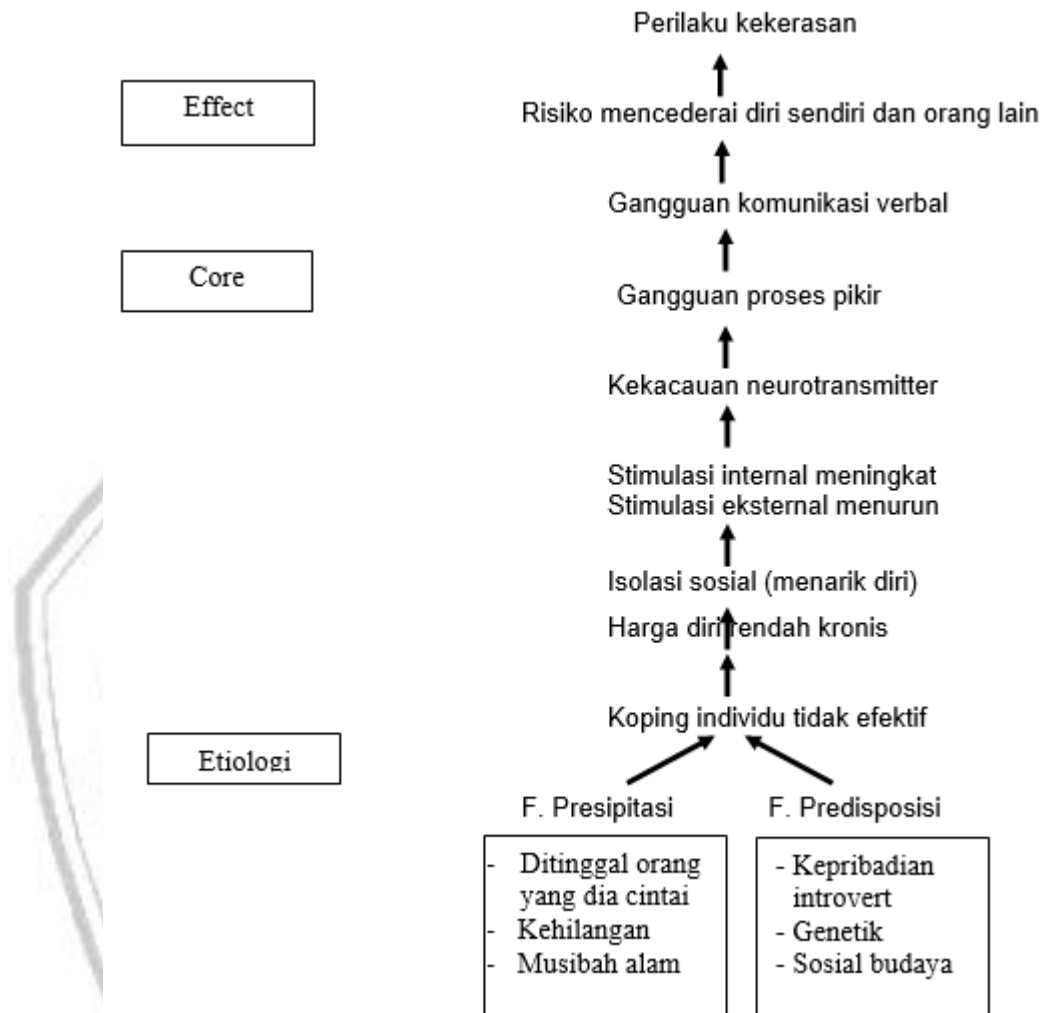 Perilaku kekerasan
Effect
Risiko mencederai diri sendiri dan orang lain
Gangguan komunikasi verbal
Core
Gangguan proses pikir
Kekacauan neurotransmitter
Stimulasi internal meningkat
Stimulasi eksternal menurun
Isolasi sosial (menarik diri)
Harga diri rendah kronis
Koping individu tidak efektif
Etiologi
F. Presipitasi
- Ditinggal orang
yang dia cintai
- Kehilangan
- Musibah alam
F. Predisposisi
- Kepribadian
introvert
- Genetik
- Sosial budaya